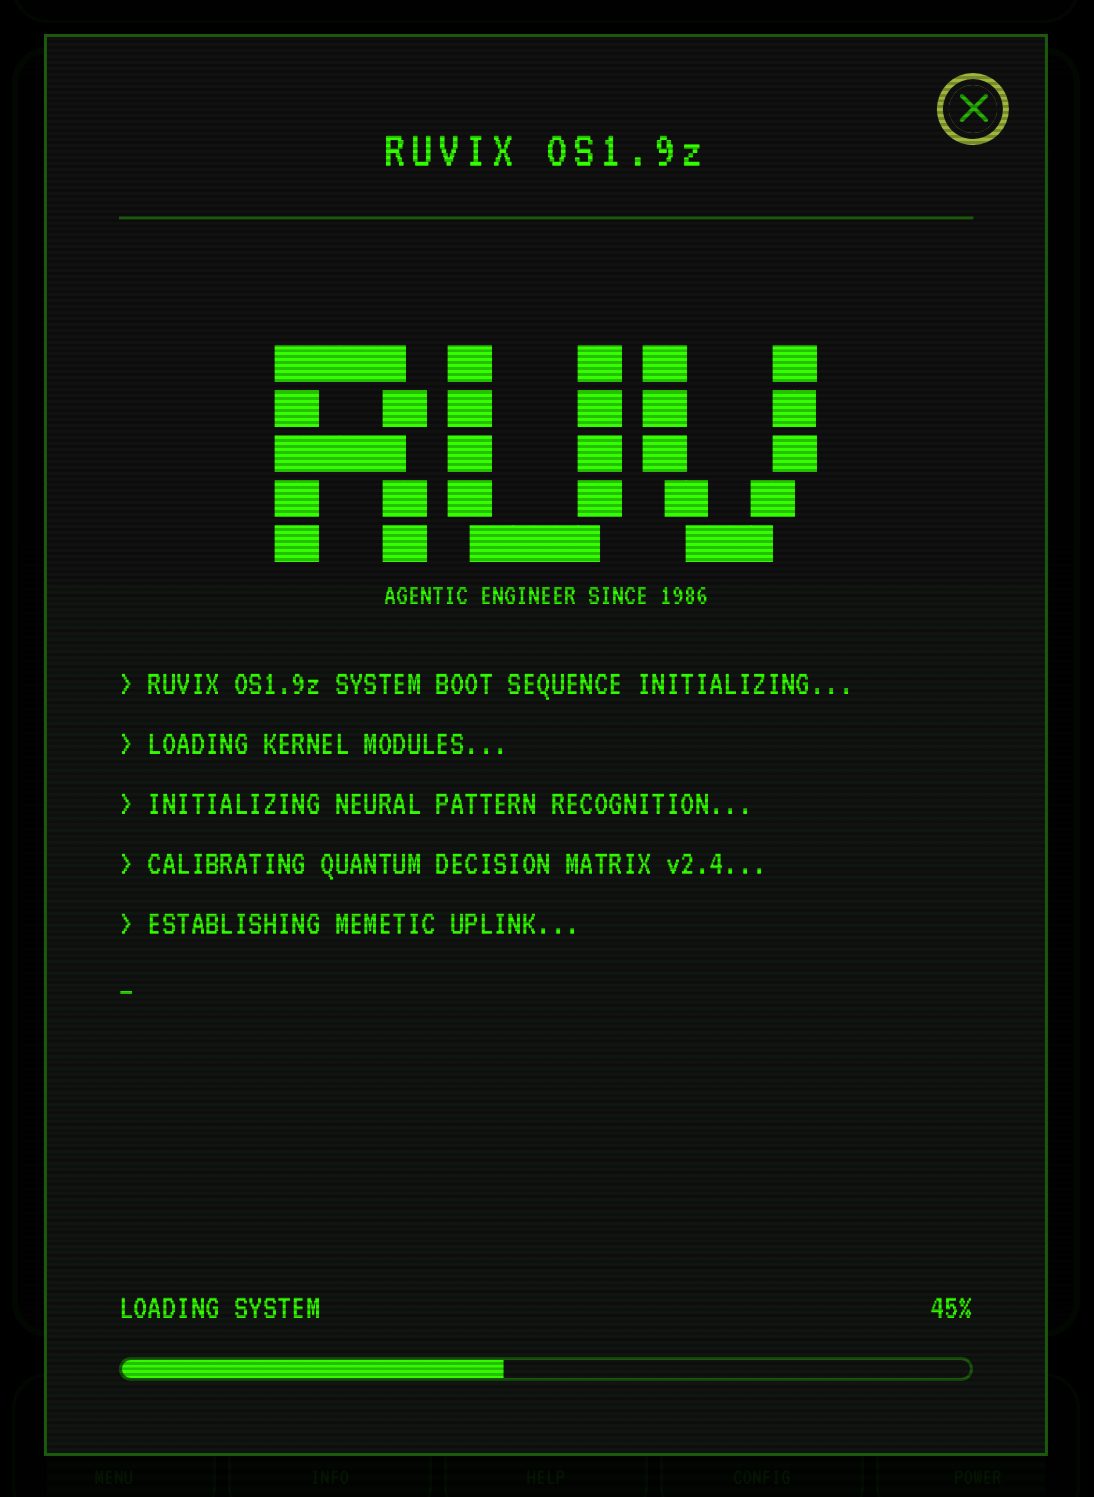 RUVIX OS1.9z
RUV
AGENTIC ENGINEER SINCE 1986
> RUVIX OS1.9z SYSTEM BOOT SEQUENCE INITIALIZING...
> LOADING KERNEL MODULES...
> INITIALIZING NEURAL PATTERN RECOGNITION...
> CALIBRATING QUANTUM DECISION MATRIX v2.4...
> ESTABLISHING MEMETIC UPLINK...
_
LOADING SYSTEM 45%
MENU INFO HELP CONFIG POWER